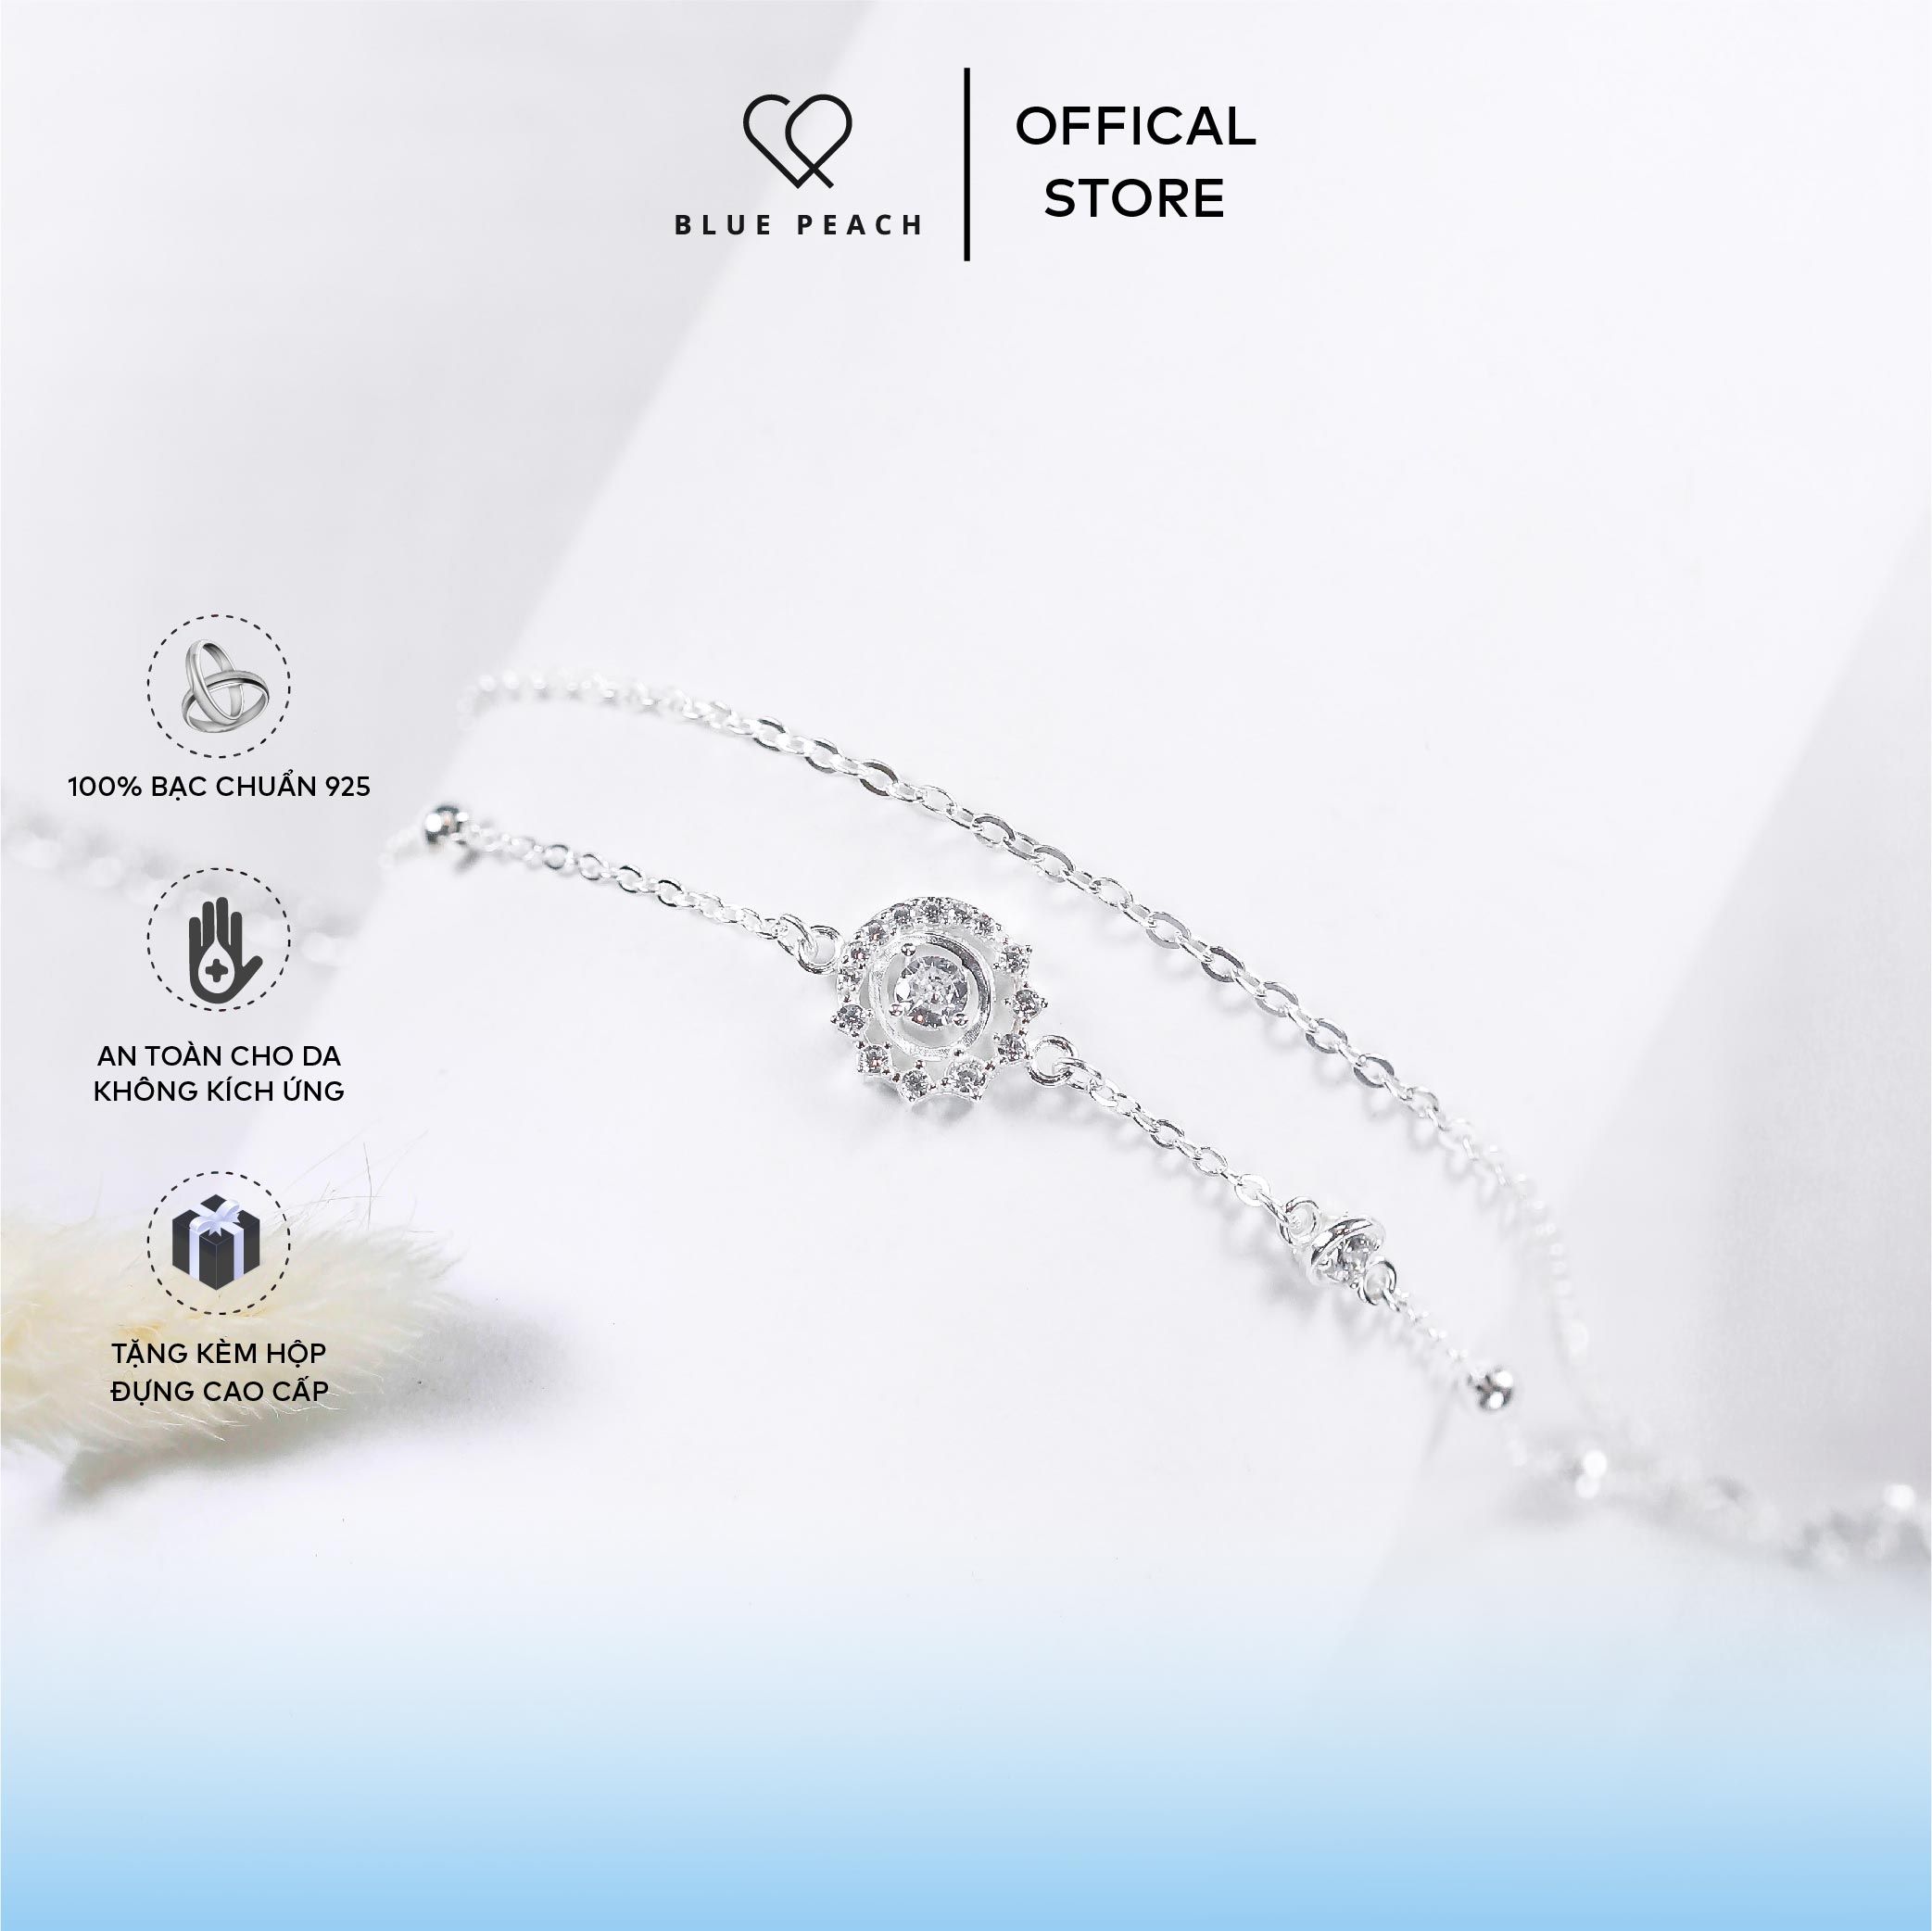 BLUE PEACH
OFFICAL
STORE
100% BẠC CHUẨN 925
AN TOÀN CHO DA
KHÔNG KÍCH ỨNG
TẶNG KÈM HỘP
ĐỰNG CAO CẤP